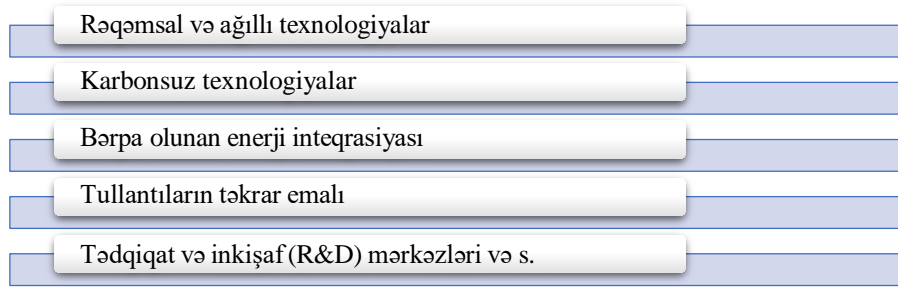 Rəqəmsal və ağıllı texnologiyalar
Karbonsuz texnologiyalar
Bərpa olunan enerji inteqrasiyası
Tullantıların təkrar emalı
Tədqiqat və inkişaf (R&D) mərkəzləri və s.